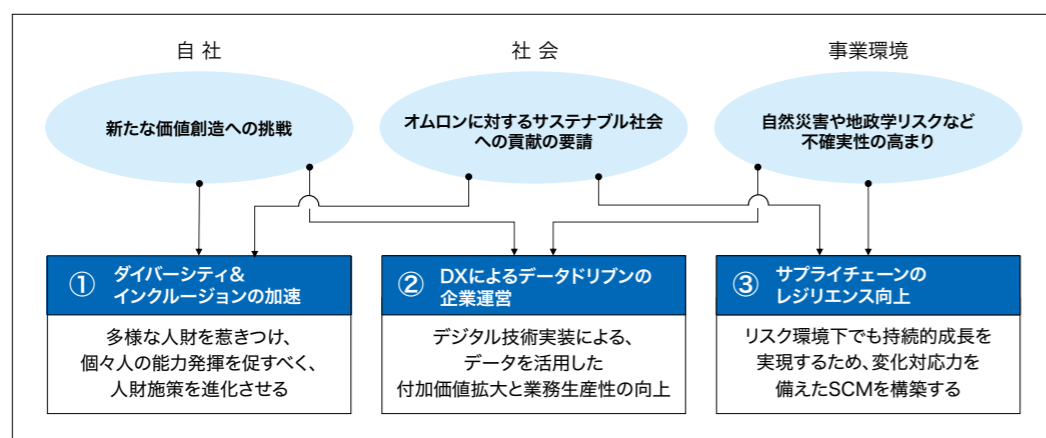 自 社
社 会
事業環境
新たな価値創造への挑戦
オムロンに対するサステナブル社会
への貢献の要請
自然災害や地政学リスクなど
不確実性の高まり
① ダイバーシティ&
インクルージョンの加速
多様な人財を惹きつけ、
個々人の能力発揮を促すべく、
人財施策を進化させる
② DXによるデータドリブンの
企業運営
デジタル技術実装による、
データを活用した
付加価値拡大と業務生産性の向上
③ サプライチェーンの
レジリエンス向上
リスク環境下でも持続的成長を
実現するため、変化対応力を
備えたSCMを構築する